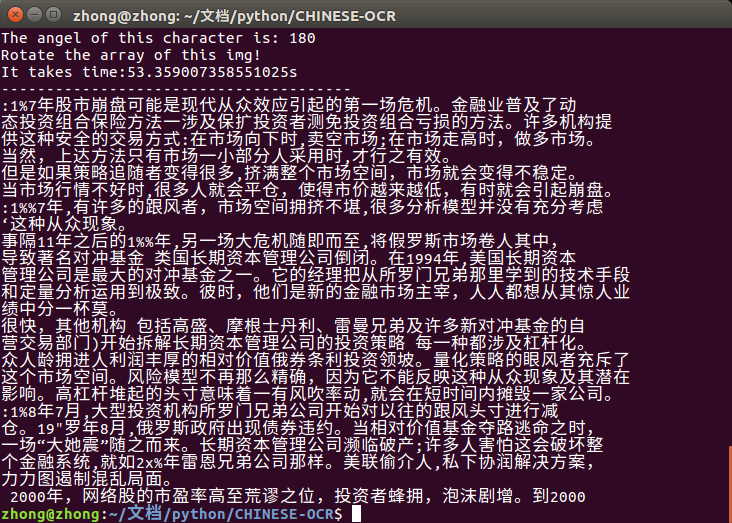 zhong@zhong: ~/文档/python/CHINESE-OCR
The angel of this character is: 180
Rotate the array of this img!
It takes time:53.359007358551025s
---------------------------------------
:1%7年股市崩盘可能是现代从众效应引起的第一场危机。金融业普及了动
态投资组合保险方法一涉及保扩投资者测免投资组合亏损的方法。许多机构提
供这种安全的交易方式:在市场向下时,卖空市场;在市场走高时，做多市场。
当然，上达方法只有市场一小部分人采用时,才行之有效。
但是如果策略追随者变得很多,挤满整个市场空间，市场就会变得不稳定。
当市场行情不好时,很多人就会平仓，使得市价越来越低，有时就会引起崩盘。
:1%%7年,有许多的跟风者，市场空间拥挤不堪,很多分析模型并没有充分考虑
‘这种从众现象。
事隔11年之后的1%%年,另一场大危机随即而至,将假罗斯市场卷人其中，
导致著名对冲基金 类国长期资本管理公司倒闭。在1994年,美国长期资本
管理公司是最大的对冲基金之一。它的经理把从所罗门兄弟那里学到的技术手段
和定量分析运用到极致。彼时，他们是新的金融市场主宰，人人都想从其惊人业
绩中分一杯莫。
很快，其他机构 包括高盛、摩根士丹利、雷曼兄弟及许多新对冲基金的自
营交易部门)开始拆解长期资本管理公司的投资策略 每一种都涉及杠杆化。
众人龄拥进人利润丰厚的相对价值俄券条利投资领坡。量化策略的眼风者充斥了
这个市场空间。风险模型不再那么精确，因为它不能反映这种从众现象及其潜在
影响。高杠杆堆起的头寸意味着一有风吹率动,就会在短时间内摊毁一家公司。
:1%8年7月,大型投资机构所罗门兄弟公司开始对以往的跟风头寸进行减
仓。19"罗年8月,俄罗斯政府出现债券违约。当相对价值基金夺路逃命之时，
一场“大她震”随之而来。长期资本管理公司濒临破产;许多人害怕这会破坏整
个金融系统,就如2x%年雷恩兄弟公司那样。美联偷介人,私下协润解决方案，
力力图遏制混乱局面。
2000年，网络股的市盈率高至荒谬之位，投资者蜂拥，泡沫剧增。到2000
zhong@zhong:~/文档/python/CHINESE-OCR$